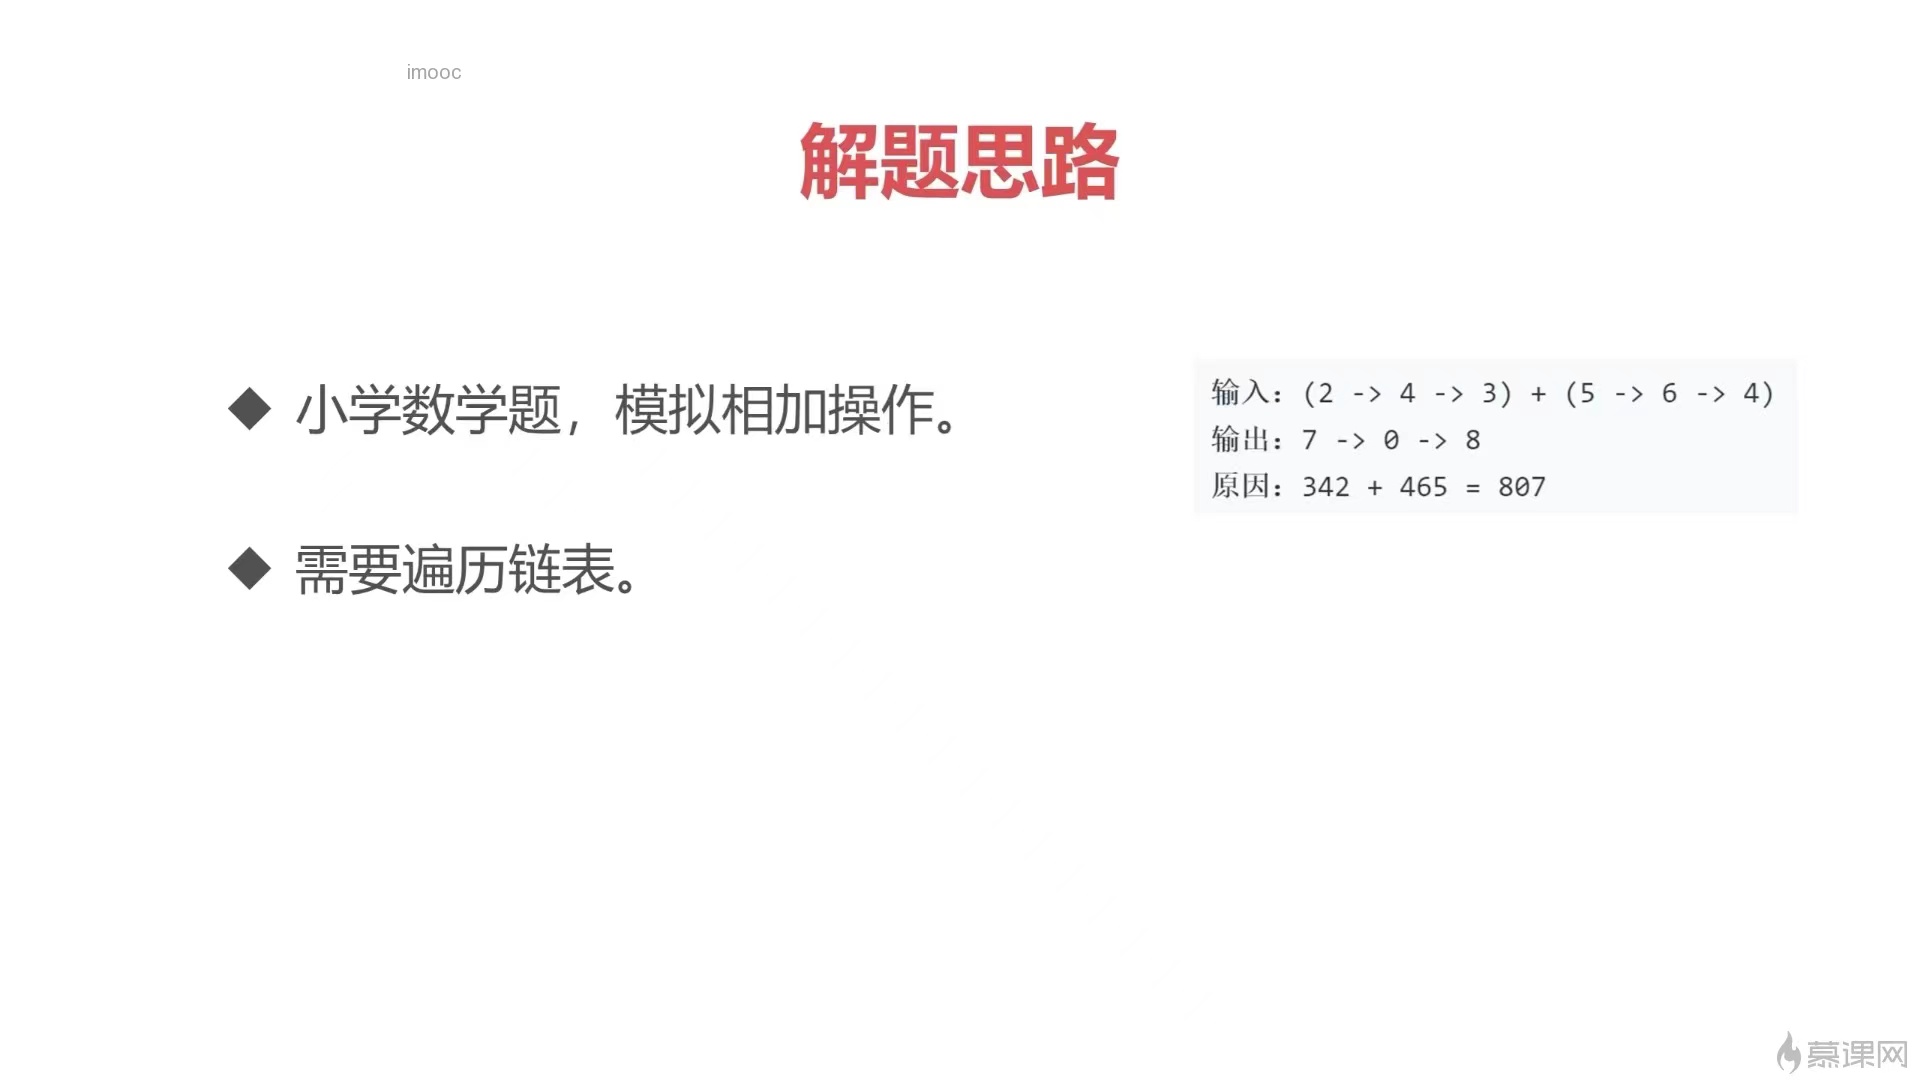 imooc
解题思路
◆ 小学数学题，模拟相加操作。
◆ 需要遍历链表。
输入：(2 -> 4 -> 3) + (5 -> 6 -> 4)
输出：7 -> 0 -> 8
原因：342 + 465 = 807
慕课网